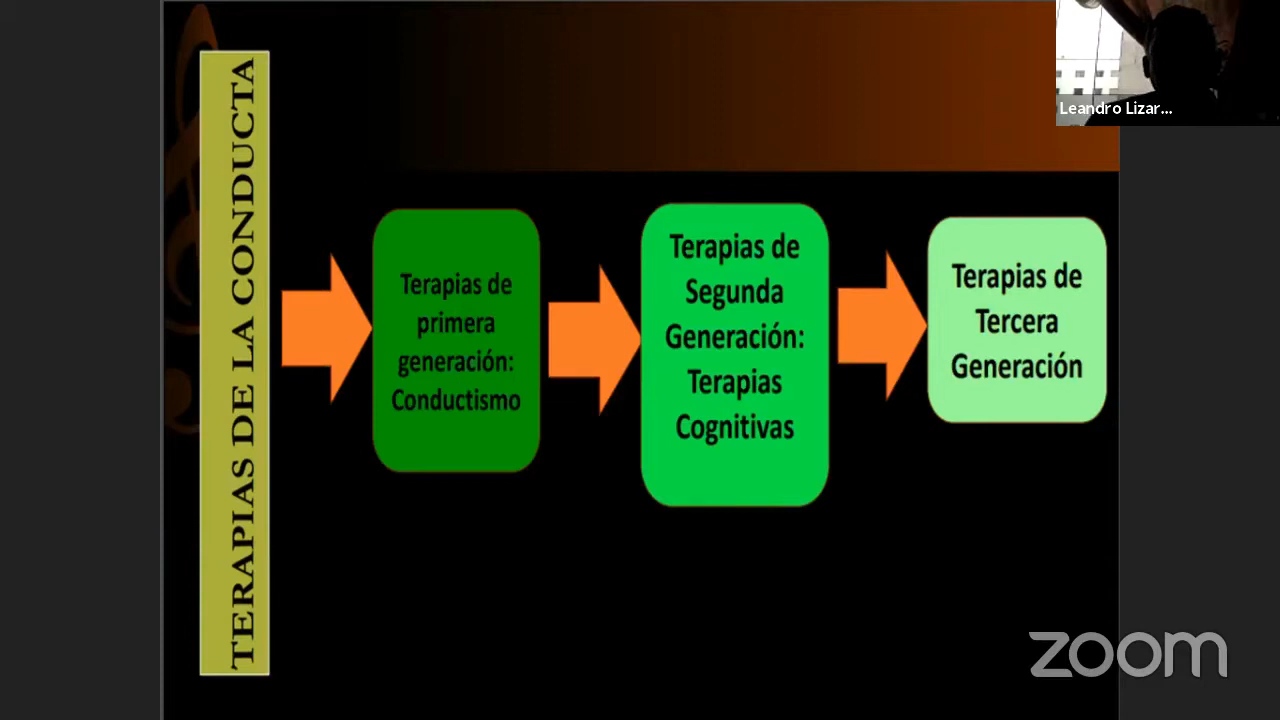 Leandro Lizar...
TERAPIAS DE LA CONDUCTA
Terapias de
primera
generación:
Conductismo
Terapias de
Segunda
Generación:
Terapias
Cognitivas
Terapias de
Tercera
Generación
zoom